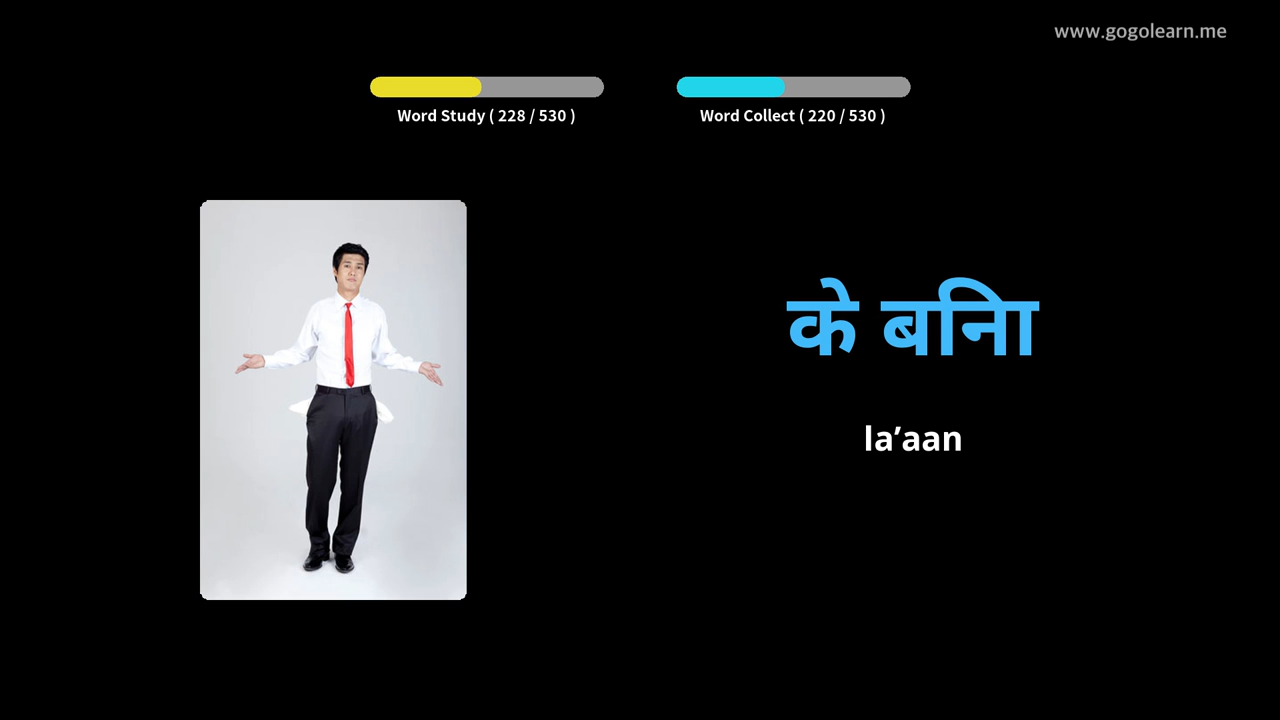 www.gogolearn.me
Word Study ( 228 / 530 )
Word Collect ( 220 / 530 )
के बनिा
la’aan